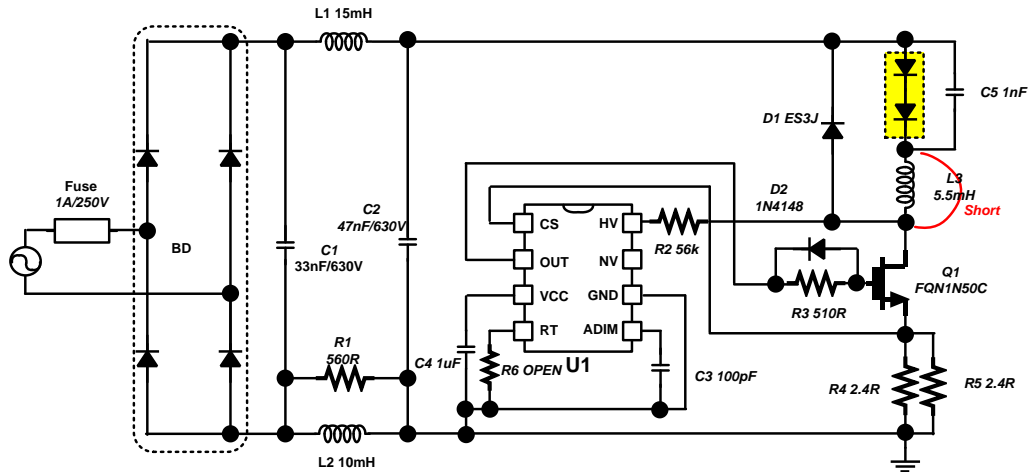 L1 15mH
C5 1nF
D1 ES3J
Fuse
1A/250V
BD
C2
47nF/630V
C1
33nF/630V
CS
OUT
VCC
RT
HV
NV
GND
ADIM
U1
R2 56k
D2
1N4148
L3
5.5mH
Short
Q1
FQN1N50C
R3 510R
R1
560R
C4 1uF
R6 OPEN
C3 100pF
R4 2.4R
R5 2.4R
L2 10mH